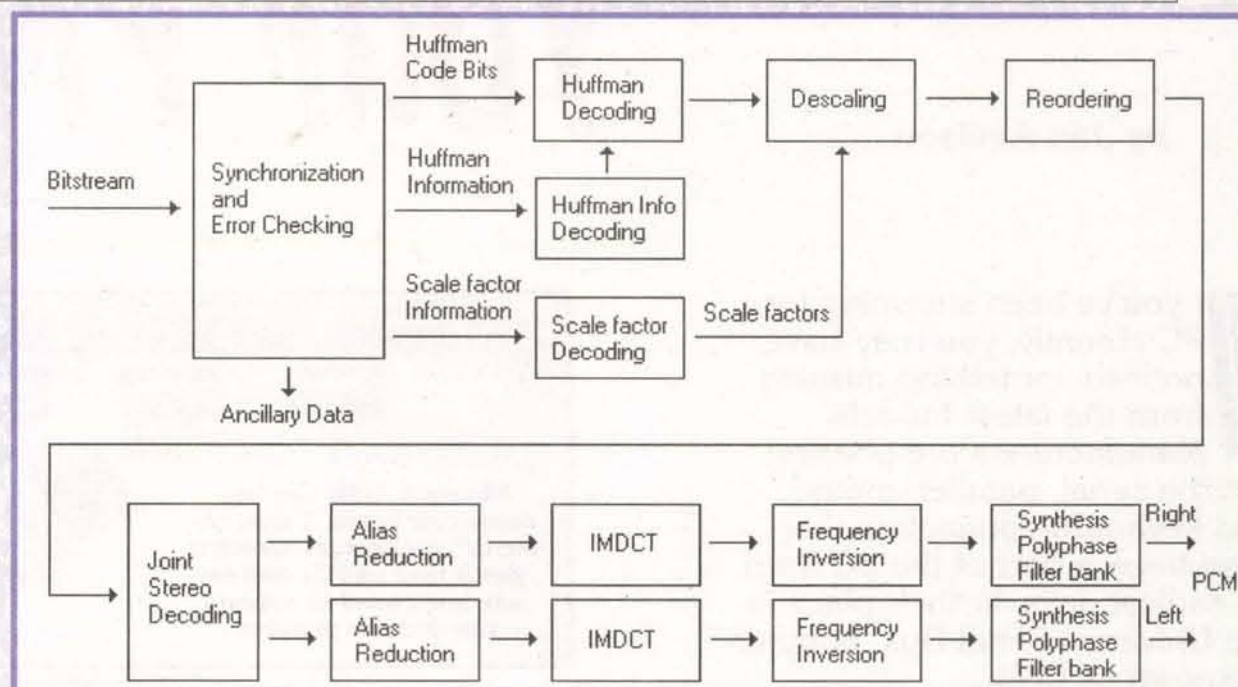 Huffman
Code Bits
Huffman
Decoding
Descaling
Reordering
Bitstream
Synchronization
and
Error Checking
Huffman
Information
Huffman Info
Decoding
Scale factor
Information
Scale factor
Decoding
Scale factors
Ancillary Data
Joint
Stereo
Decoding
Alias
Reduction
IMDCT
Frequency
Inversion
Synthesis
Polyphase
Filter bank
Right
PCM
Alias
Reduction
IMDCT
Frequency
Inversion
Synthesis
Polyphase
Filter bank
Left